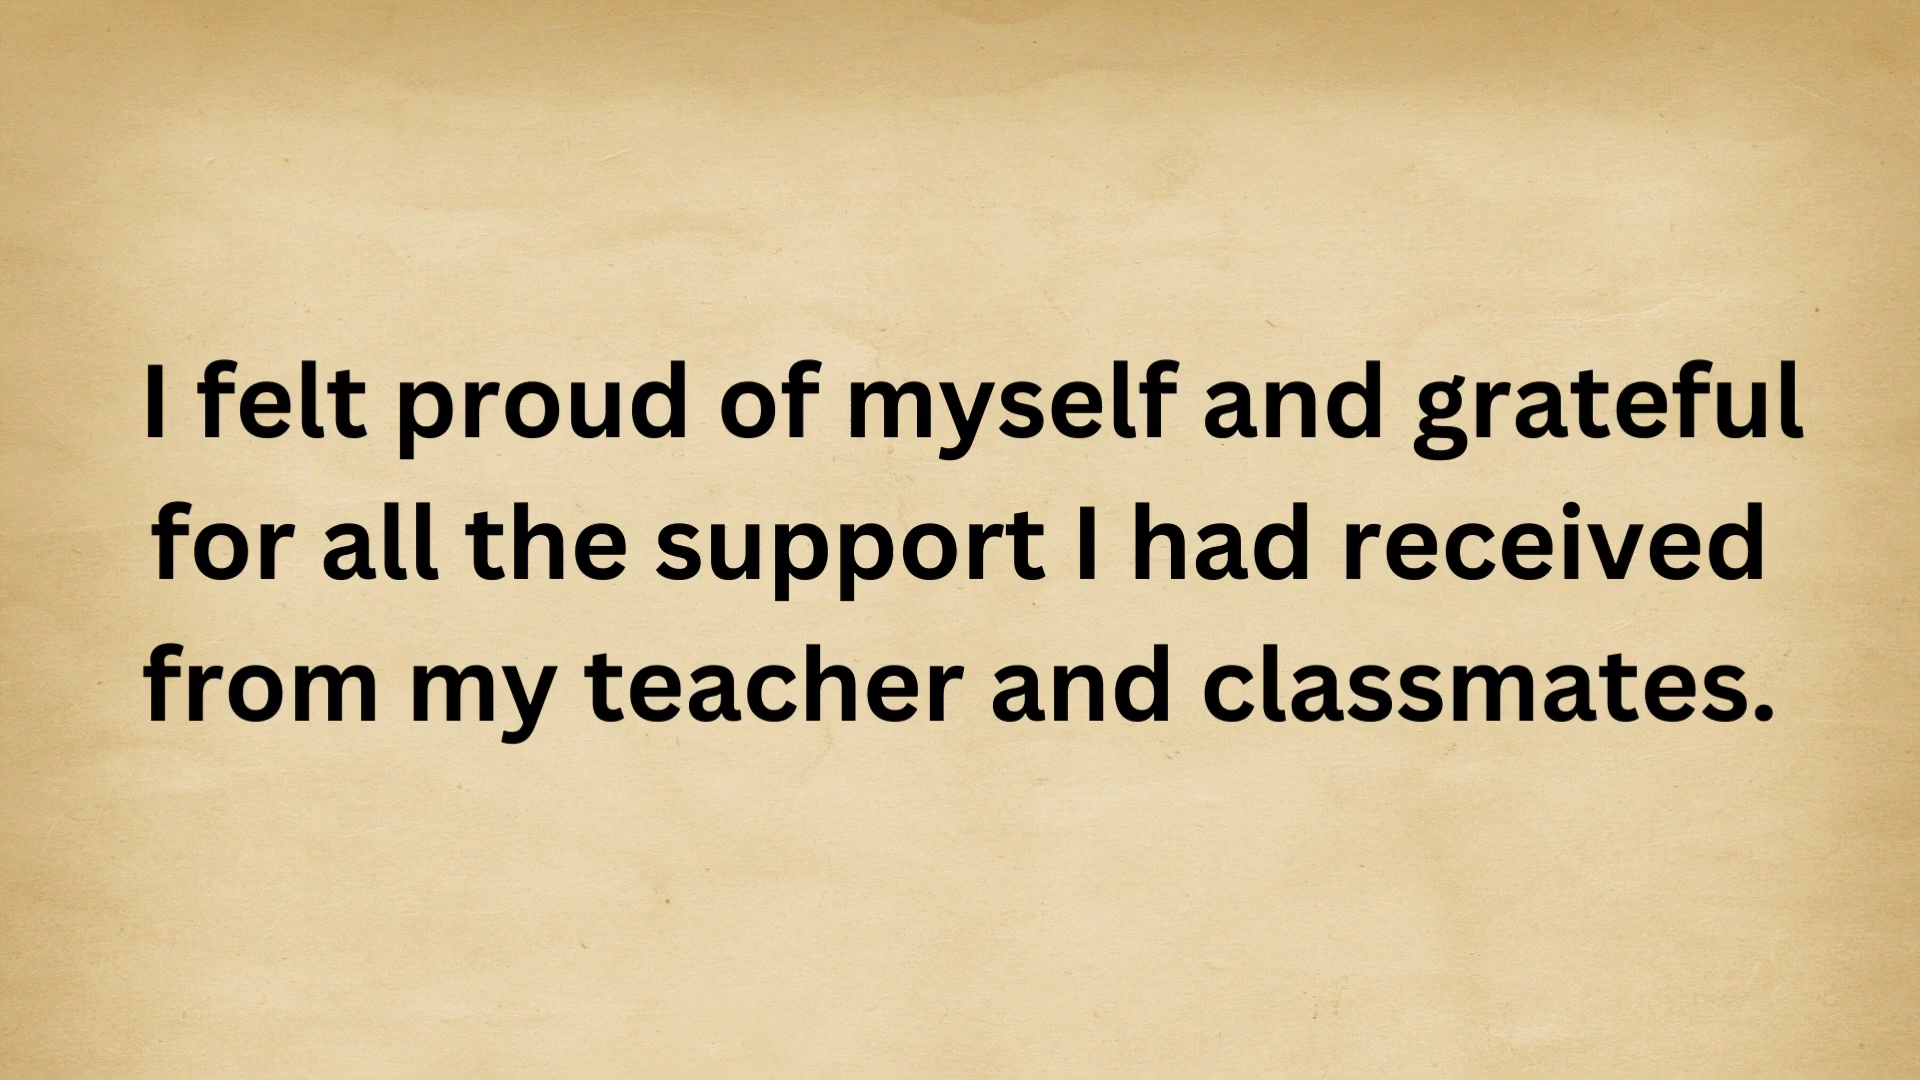 I felt proud of myself and grateful
for all the support I had received
from my teacher and classmates.